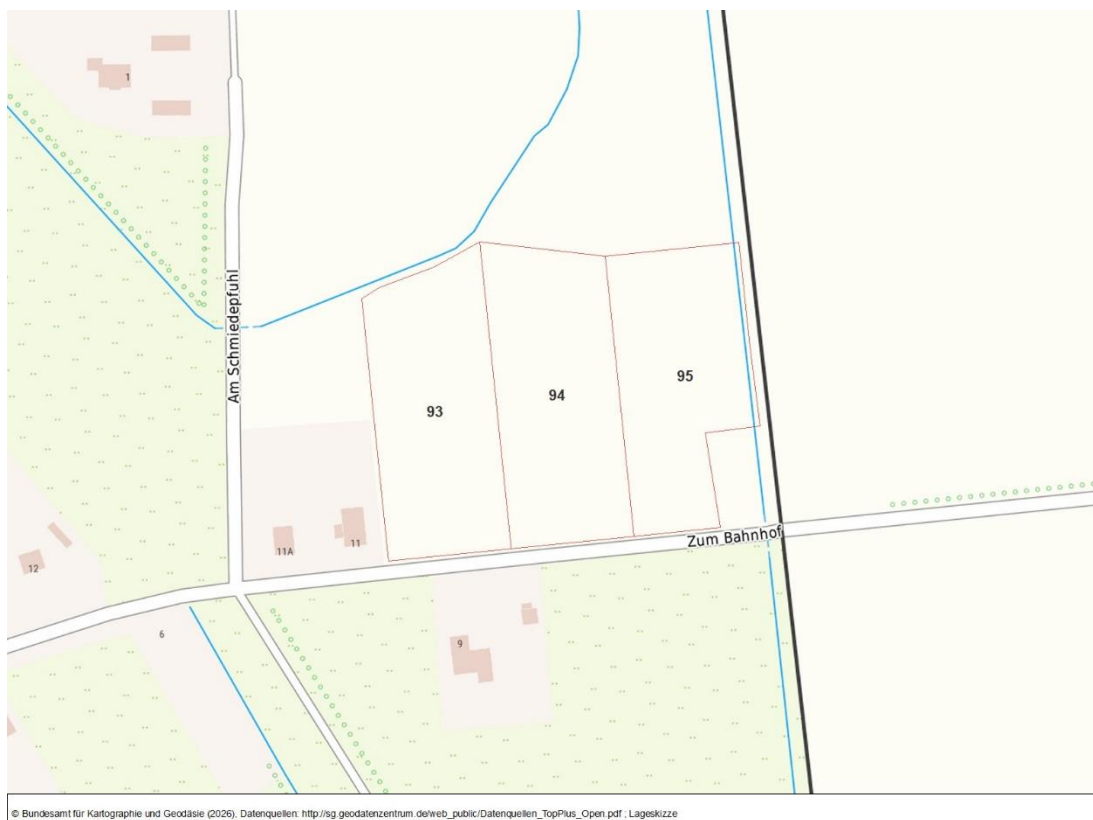 1
Am Schmiedepfuhl
93
94
95
Zum Bahnhof
11A
11
12
6
9
© Bundesamt für Kartographie und Geodäsie (2026), Datenquellen: http://sg.geodatenzentrum.de/web_public/Datenquellen_TopPlus_Open.pdf ; Lageskizze